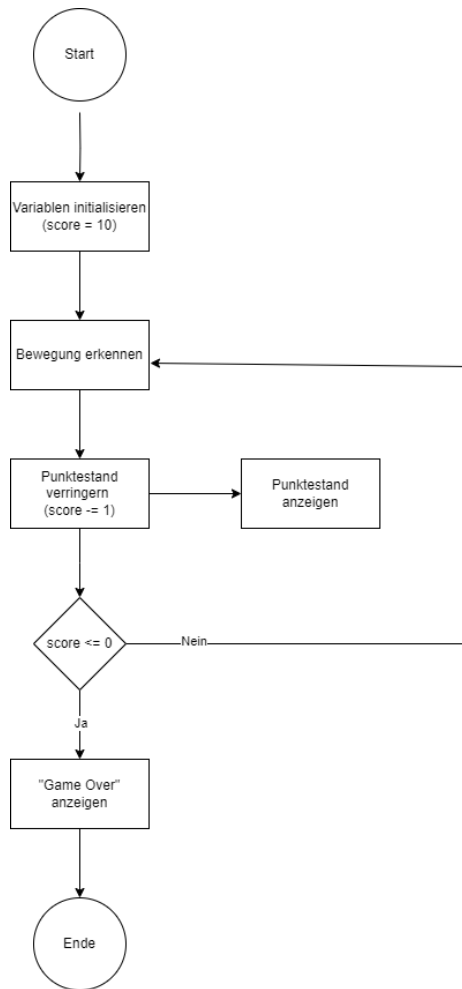 Start
Variablen initialisieren
(score = 10)
Bewegung erkennen
Punktestand
verringern
(score -= 1)
Punktestand
anzeigen
score <= 0
Nein
Ja
"Game Over"
anzeigen
Ende